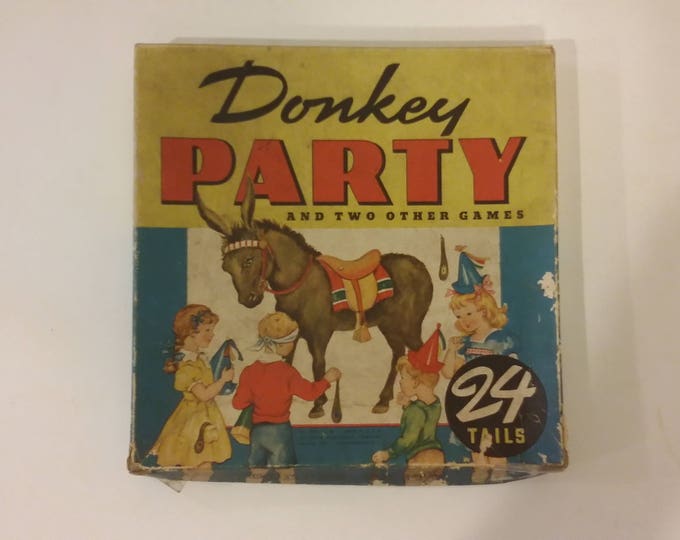 Donkey
PARTY
AND TWO OTHER GAMES
24
TAILS